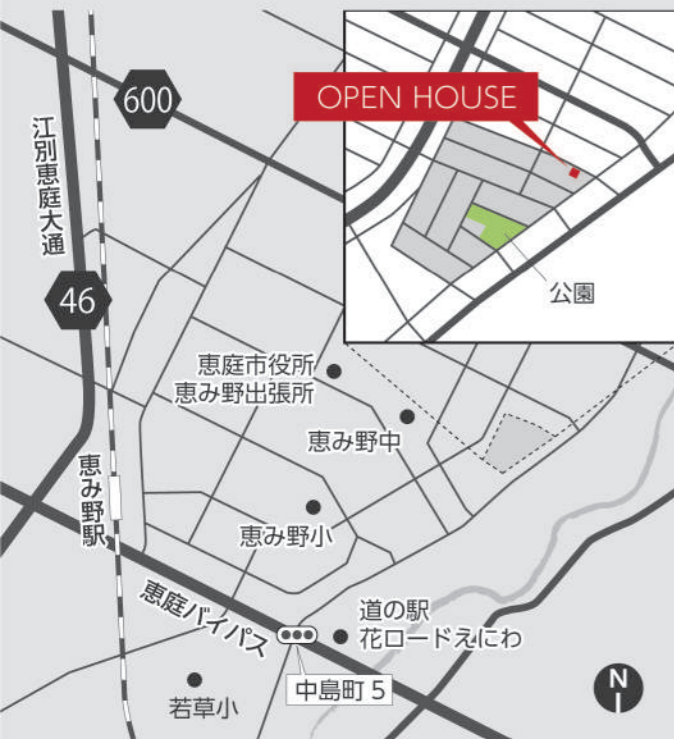 600
OPEN HOUSE
江別恵庭大通
46
公園
恵庭市役所
恵み野出張所
恵み野中
恵み野駅
恵み野小
恵庭バイパス
道の駅
花ロードえにわ
中島町 5
若草小
N